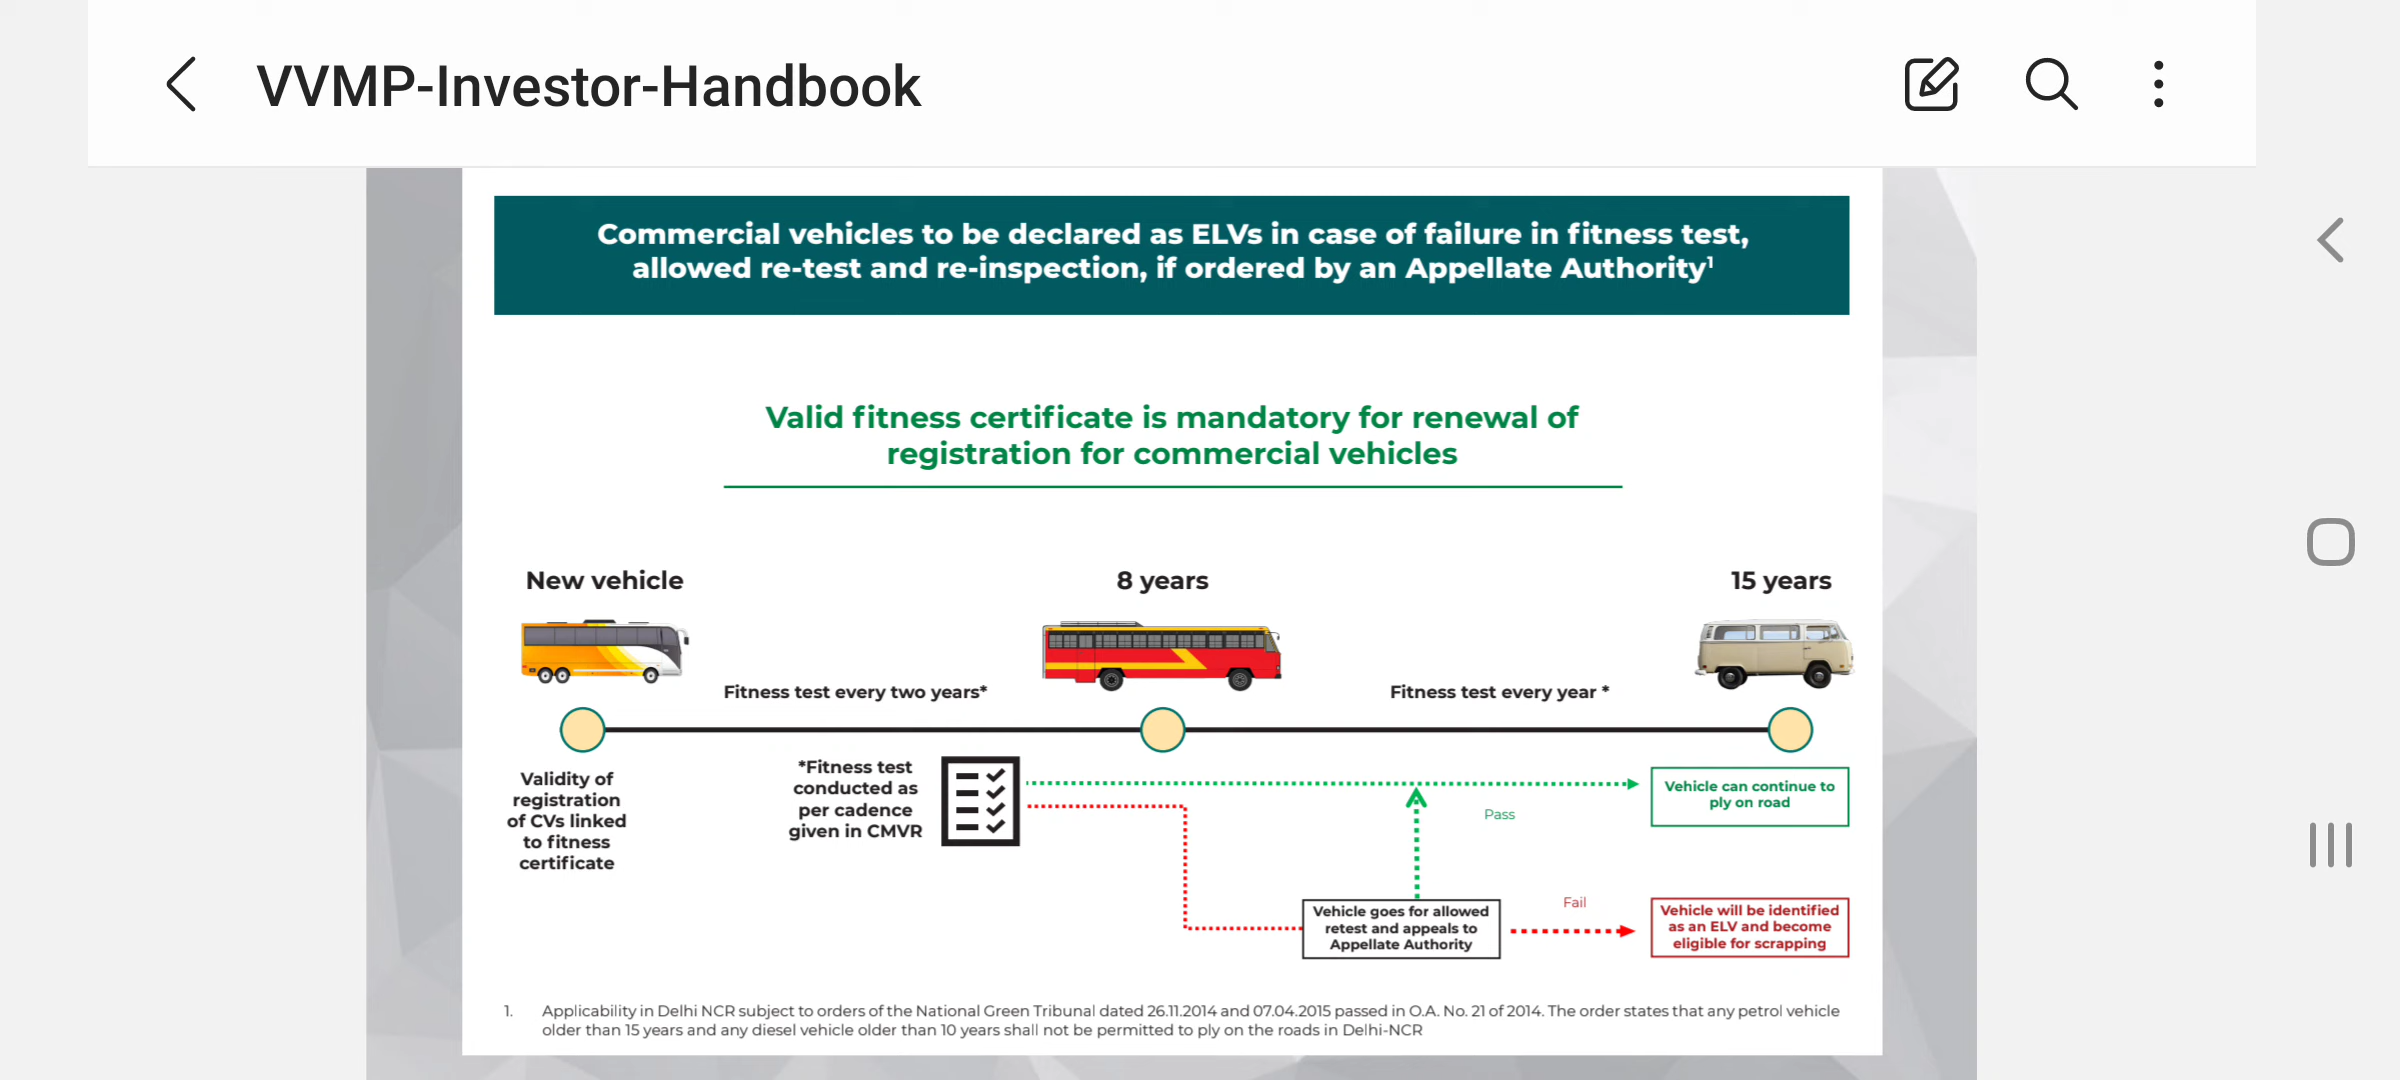 VVMP-Investor-Handbook
Commercial vehicles to be declared as ELVs in case of failure in fitness test,
allowed re-test and re-inspection, if ordered by an Appellate Authority¹
Valid fitness certificate is mandatory for renewal of
registration for commercial vehicles
New vehicle
8 years
15 years
Fitness test every two years*
Fitness test every year *
Validity of
registration
of CVs linked
to fitness
certificate
*Fitness test
conducted as
per cadence
given in CMVR
Pass
Vehicle can continue to
ply on road
Vehicle goes for allowed
retest and appeals to
Appellate Authority
Fail
Vehicle will be identified
as an ELV and become
eligible for scrapping
1. Applicability in Delhi NCR subject to orders of the National Green Tribunal dated 26.11.2014 and 07.04.2015 passed in O.A. No. 21 of 2014. The order states that any petrol vehicle
older than 15 years and any diesel vehicle older than 10 years shall not be permitted to ply on the roads in Delhi-NCR